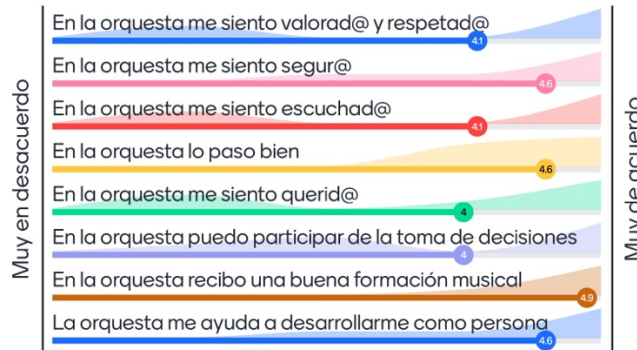 Muy en desacuerdo
En la orquesta me siento valorad@ y respetad@
4.1
En la orquesta me siento segur@
4.6
En la orquesta me siento escuchad@
4.1
En la orquesta lo paso bien
4.6
En la orquesta me siento querid@
4
En la orquesta puedo participar de la toma de decisiones
4
En la orquesta recibo una buena formación musical
4.9
La orquesta me ayuda a desarrollarme como persona
4.6
Muy de acuerdo